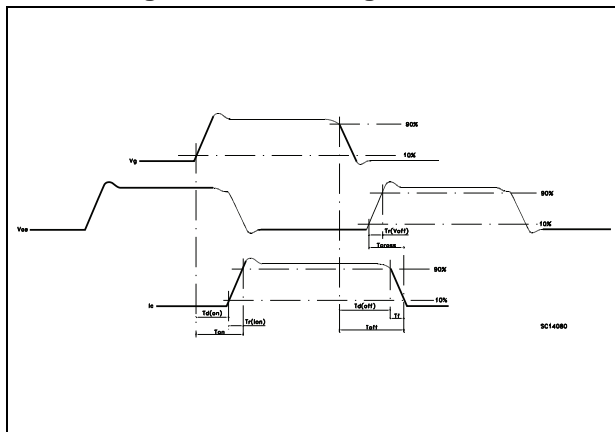 90%
Vg
10%
90%
Vce
10%
Tr(Voff)
Tcross
90%
Ic
10%
Td(on)
Td(off)
Tf
Tr(Ion)
Ton
Toff
SC14080